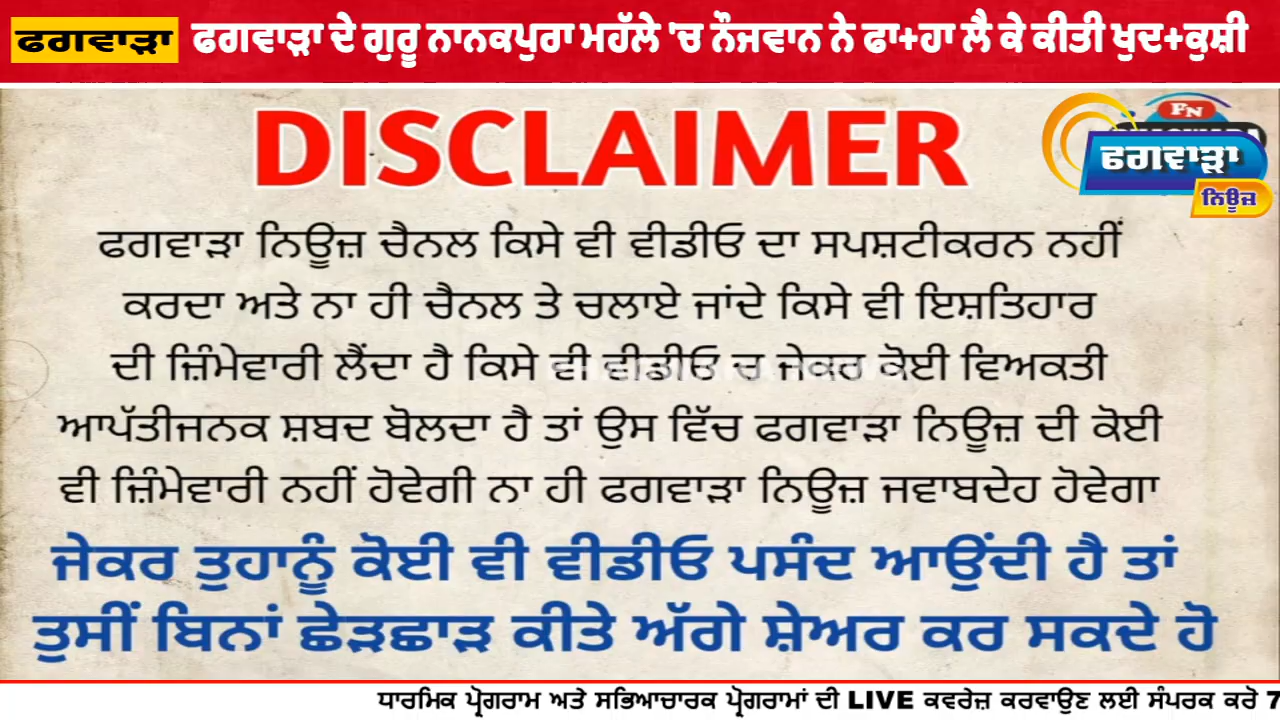 ਫਗਵਾੜਾ
ਫਗਵਾੜਾ ਦੇ ਗੁਰੂ ਨਾਨਕਪੁਰਾ ਮਹੱਲੇ 'ਚ ਨੌਜਵਾਨ ਨੇ ਫਾ+ਹਾ ਲੈ ਕੇ ਕੀਤੀ ਖੁਦ+ਕੁਸ਼ੀ
DISCLAIMER
PN
ਫਗਵਾੜਾ
ਨਿਊਜ਼
ਫਗਵਾੜਾ ਨਿਊਜ਼ ਚੈਨਲ ਕਿਸੇ ਵੀ ਵੀਡੀਓ ਦਾ ਸਪਸ਼ਟੀਕਰਨ ਨਹੀਂ
ਕਰਦਾ ਅਤੇ ਨਾ ਹੀ ਚੈਨਲ ਤੇ ਚਲਾਏ ਜਾਂਦੇ ਕਿਸੇ ਵੀ ਇਸ਼ਤਿਹਾਰ
ਦੀ ਜ਼ਿੰਮੇਵਾਰੀ ਲੈਂਦਾ ਹੈ ਕਿਸੇ ਵੀ ਵੀਡੀਓ ਚ ਜੇਕਰ ਕੋਈ ਵਿਅਕਤੀ
ਆਪੱਤੀਜਨਕ ਸ਼ਬਦ ਬੋਲਦਾ ਹੈ ਤਾਂ ਉਸ ਵਿੱਚ ਫਗਵਾੜਾ ਨਿਊਜ਼ ਦੀ ਕੋਈ
ਵੀ ਜ਼ਿੰਮੇਵਾਰੀ ਨਹੀਂ ਹੋਵੇਗੀ ਨਾ ਹੀ ਫਗਵਾੜਾ ਨਿਊਜ਼ ਜਵਾਬਦੇਹ ਹੋਵੇਗਾ
ਜੇਕਰ ਤੁਹਾਨੂੰ ਕੋਈ ਵੀ ਵੀਡੀਓ ਪਸੰਦ ਆਉਂਦੀ ਹੈ ਤਾਂ
ਤੁਸੀਂ ਬਿਨਾਂ ਛੇੜਛਾੜ ਕੀਤੇ ਅੱਗੇ ਸ਼ੇਅਰ ਕਰ ਸਕਦੇ ਹੋ
ਧਾਰਮਿਕ ਪ੍ਰੋਗਰਾਮ ਅਤੇ ਸਭਿਆਚਾਰਕ ਪ੍ਰੋਗਰਾਮਾਂ ਦੀ LIVE ਕਵਰੇਜ਼ ਕਰਵਾਉਣ ਲਈ ਸੰਪਰਕ ਕਰੋ 7